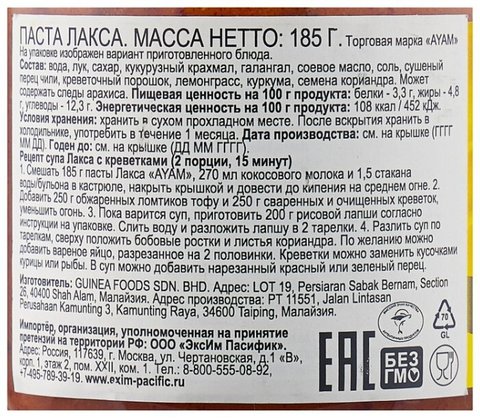 ПАСТА ЛАКСА. МАССА НЕТТО: 185 Г. Торговая марка «AYAM»
На упаковке изображен вариант приготовленного блюда.
Состав: вода, лук, сахар, кукурузный крахмал, галангал, соевое масло, соль, сушеный
перец чили, креветочный порошок, лемонграсс, куркума, семена кориандра. Может
содержать следы арахиса. Пищевая ценность на 100 г продукта: белки - 3,3 г, жиры - 4,8
г, углеводы - 12,3 г. Энергетическая ценность на 100 г продукта: 108 ккал / 452 кДж.
Условия хранения: хранить в сухом прохладном месте. После вскрытия хранить в
холодильнике, употребить в течение 1 месяца. Дата производства: см. на крышке (ГГГГ
ММ ДД). Годен до: см. на крышке (ДД ММ ГГГГ).
Рецепт супа Лакса с креветками (2 порции, 15 минут)
1. Смешать 185 г пасты Лакса «AYAM», 270 мл кокосового молока и 1,5 стакана
воды/бульона в кастрюле, накрыть крышкой и довести до кипения на среднем огне. 2.
Добавить 250 г обжаренных ломтиков тофу и 250 г сваренных и очищенных креветок,
уменьшить огонь. 3. Пока варится суп, приготовить 200 г рисовой лапши согласно
инструкции на упаковке. Слить воду и разложить лапшу в 2 тарелки. 4. Разлить суп по
тарелкам, сверху положить бобовые ростки и листья кориандра. По желанию можно
добавить вареное яйцо, разрезанное на 2 половинки. Креветки можно заменить кусочками
курицы или рыбы. В суп можно добавить нарезанный красный или зеленый перец.
Изготовитель: GUINEA FOODS SDN. BHD. Адрес: LOT 19, Persiaran Sabak Bernam, Section
26, 40400 Shah Alam, Малайзия. Адрес производства: PT 11551, Jalan Lintasan
Perusahaan Kamunting 3, Kamunting Raya, 34600 Taiping, Малайзия.
Импортёр, организация, уполномоченная на принятие
претензий на территории РФ: ООО «ЭксИм Пасифик».
Адрес: Россия, 117639, г. Москва, ул. Чертановская, д.1 «В»,
корп. 1, этаж 2, пом. XXII, ком. 1. Тел.: 8-800-555-08-92,
+7-495-789-39-19. www.exim-pacific.ru
EAC
БЕЗ
ГМО
70
GL